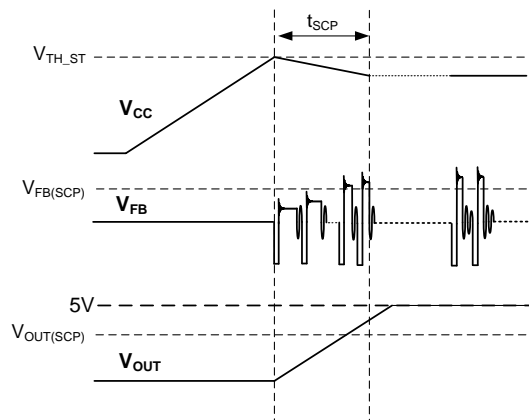 tSCP
VTH_ST
VCC
VFB(SCP)
VFB
5V
VOUT(SCP)
VOUT